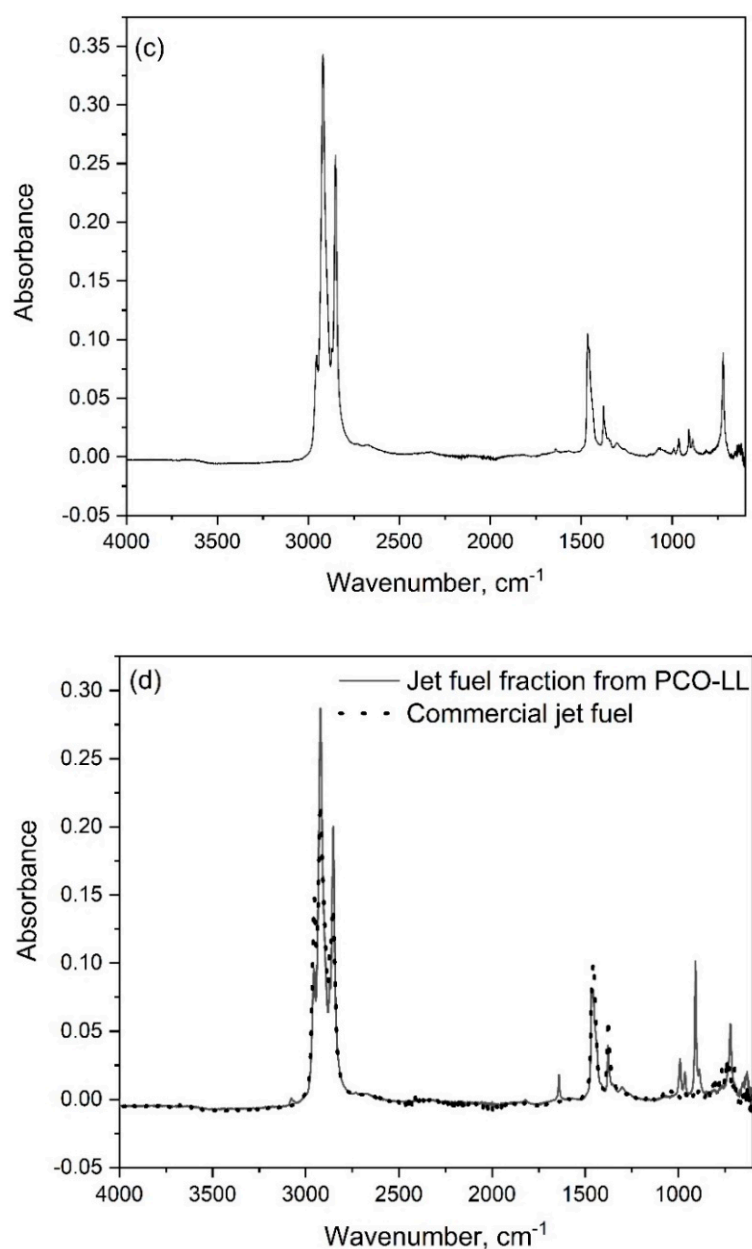 (c)
0.35
0.30
0.25
0.20
0.15
0.10
0.05
0.00
-0.05
Absorbance
4000 3500 3000 2500 2000 1500 1000
Wavenumber, cm⁻¹
(d)
Jet fuel fraction from PCO-LL
Commercial jet fuel
0.30
0.25
0.20
0.15
0.10
0.05
0.00
-0.05
Absorbance
4000 3500 3000 2500 2000 1500 1000
Wavenumber, cm⁻¹